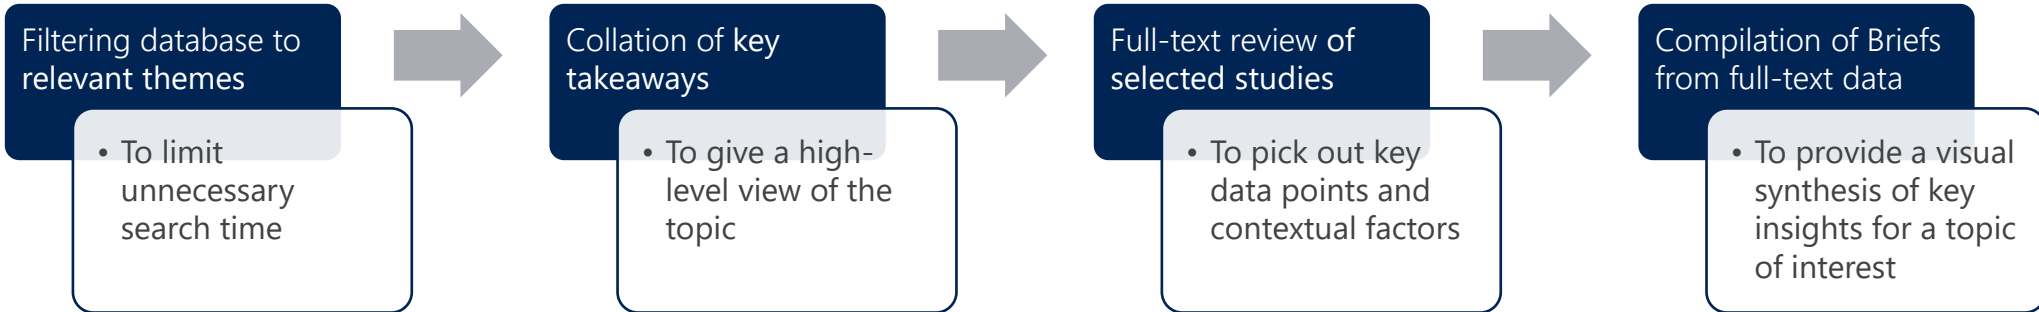 Filtering database to
relevant themes
• To limit
unnecessary
search time
Collation of key
takeaways
• To give a high-
level view of the
topic
Full-text review of
selected studies
• To pick out key
data points and
contextual factors
Compilation of Briefs
from full-text data
• To provide a visual
synthesis of key
insights for a topic
of interest